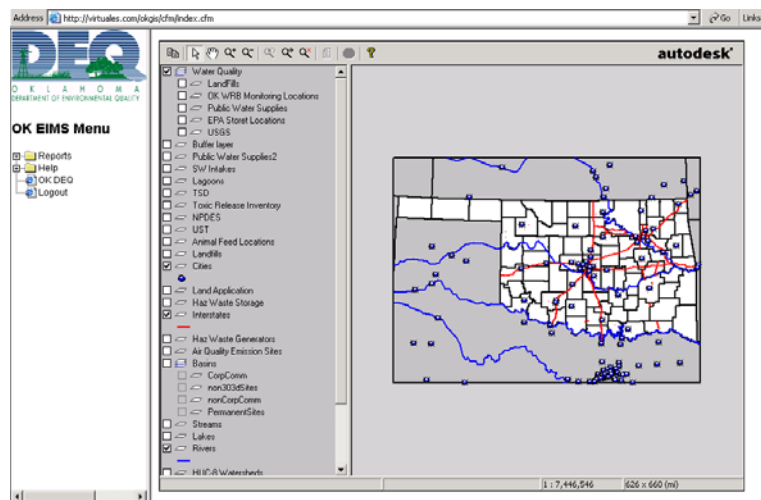 Address http://virtuales.com/okgis/cfm/index.cfm Go Links
DEQ
OKLAHOMA
DEPARTMENT OF ENVIRONMENTAL QUALITY
OK EIMS Menu
Reports
Help
OK DEQ
Logout
autodesk
Water Quality
LandFills
OK WRB Monitoring Locations
Public Water Supplies
EPA Storet Locations
USGS
Buffer layer
Public Water Supplies2
SW Intakes
Lagoons
TSD
Toxic Release Inventory
NPDES
UST
Animal Feed Locations
Landfills
Cities
Land Application
Haz Waste Storage
Interstates
Haz Waste Generators
Air Quality Emission Sites
Basins
CorpComm
non303dSites
nonCorpComm
PermanentSites
Streams
Lakes
Rivers
HUC-8 Watersheds
1 : 7,446,546
626 x 660 (mi)